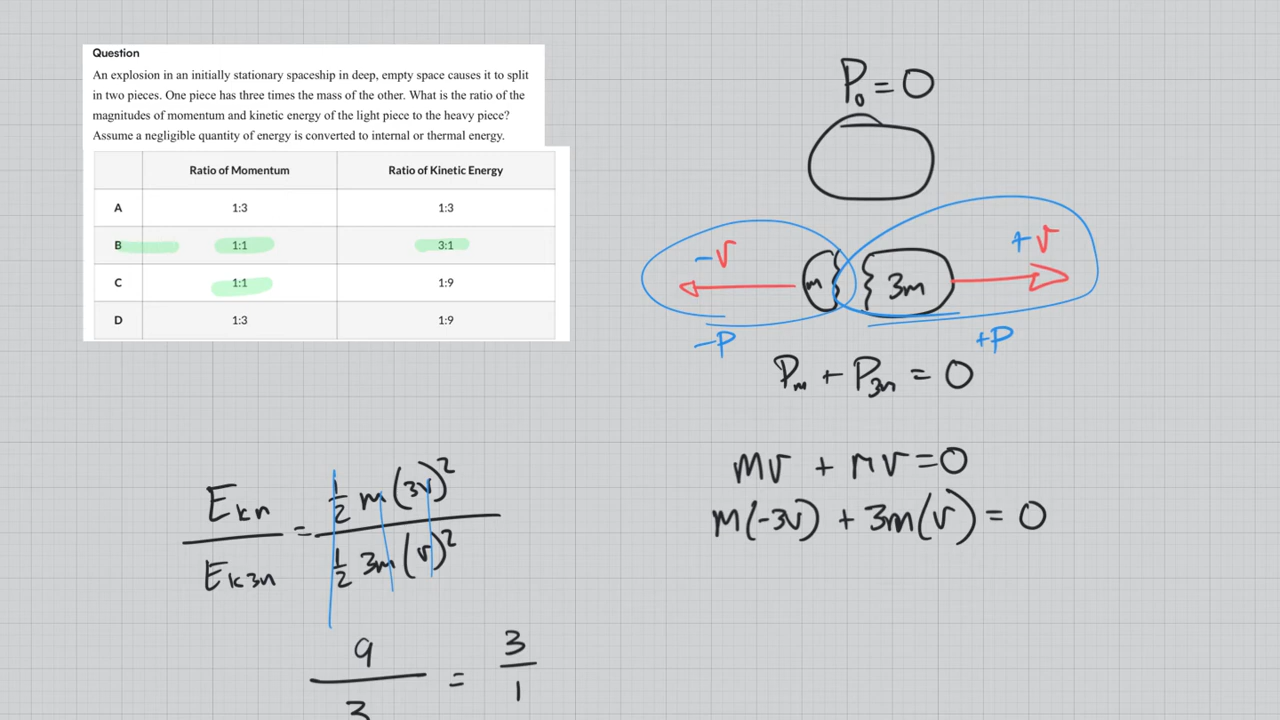 Question
An explosion in an initially stationary spaceship in deep, empty space causes it to split
in two pieces. One piece has three times the mass of the other. What is the ratio of the
magnitudes of momentum and kinetic energy of the light piece to the heavy piece?
Assume a negligible quantity of energy is converted to internal or thermal energy.
Ratio of Momentum Ratio of Kinetic Energy
A 1:3 1:3
B 1:1 3:1
C 1:1 1:9
D 1:3 1:9
P₀ = 0
-v +v
m 3m
-P +P
Pm + P3m = 0
mv + mv = 0
m(-3v) + 3m(v) = 0
Ekm / Ek3m = ½ m(3v)² / ½ 3m(v)²
9/3 = 3/1